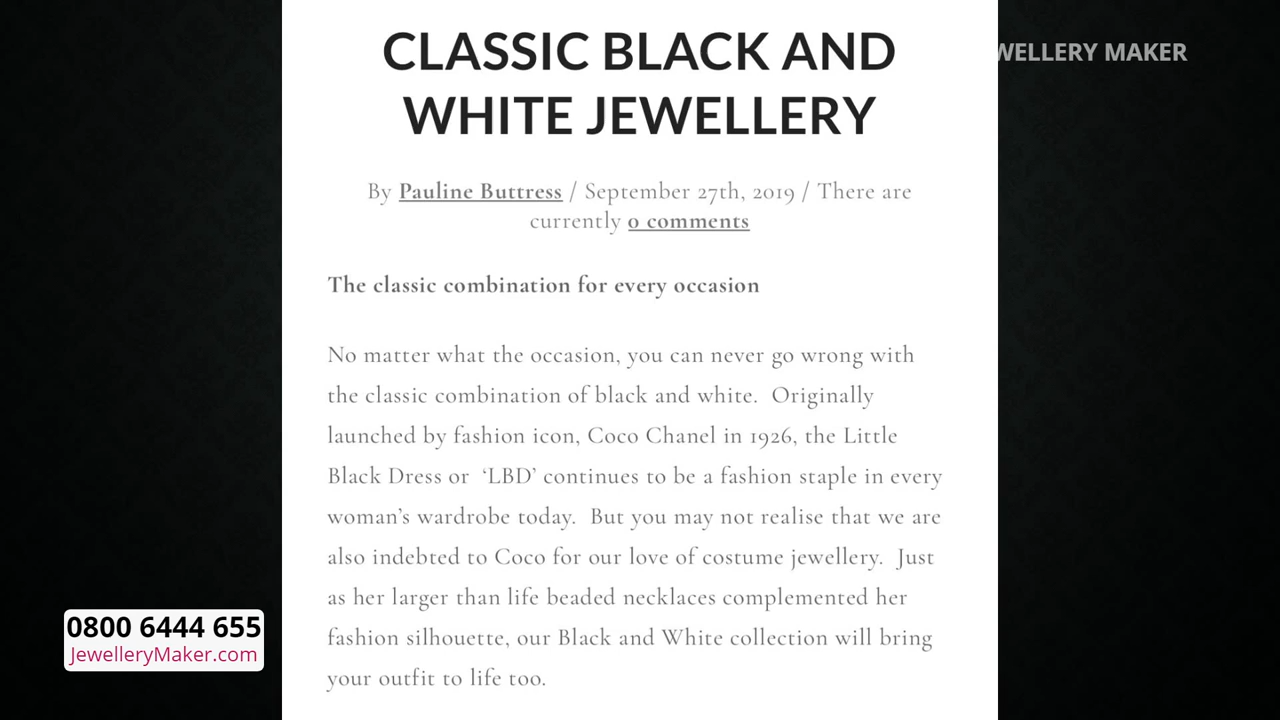 CLASSIC BLACK AND
WHITE JEWELLERY
WELLERY MAKER
By Pauline Buttress / September 27th, 2019 / There are
currently 0 comments
The classic combination for every occasion
No matter what the occasion, you can never go wrong with
the classic combination of black and white.  Originally
launched by fashion icon, Coco Chanel in 1926, the Little
Black Dress or  ‘LBD’ continues to be a fashion staple in every
woman’s wardrobe today.  But you may not realise that we are
also indebted to Coco for our love of costume jewellery.  Just
as her larger than life beaded necklaces complemented her
fashion silhouette, our Black and White collection will bring
your outfit to life too.
0800 6444 655
JewelleryMaker.com